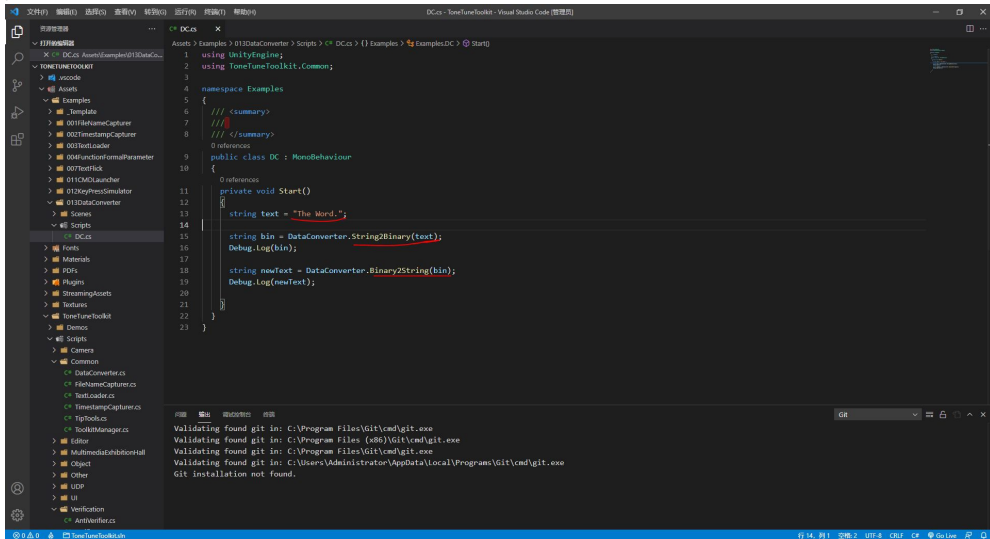 文件(F) 编辑(E) 选择(S) 查看(V) 转到(G) 运行(R) 终端(T) 帮助(H)
DC.cs - ToneTuneToolkit - Visual Studio Code [管理员]
资源管理器
打开的编辑器
DC.cs Assets\Examples\013DataCo...
TONETUNETOOLKIT
.vscode
Assets
Examples
_Template
001FileNameCapturer
002TimestampCapturer
003TextLoader
004FunctionFormalParameter
007TextFlick
011CMDLauncher
012KeyPressSimulator
013DataConverter
Scenes
Scripts
DC.cs
Fonts
Materials
PDFs
Plugins
StreamingAssets
Textures
ToneTuneToolkit
Demos
Scripts
Camera
Common
DataConverter.cs
FileNameCapturer.cs
TextLoader.cs
TimestampCapturer.cs
TipTools.cs
ToolkitManager.cs
Editor
MultimediaExhibitionHall
Object
Other
UDP
UI
Verification
AntiVerifier.cs
DC.cs
Assets > Examples > 013DataConverter > Scripts > DC.cs > {} Examples > Examples.DC > Start()
1 using UnityEngine;
2 using ToneTuneToolkit.Common;
3
4 namespace Examples
5 {
6 /// <summary>
7 ///
8 /// </summary>
0 references
9 public class DC : MonoBehaviour
10 {
0 references
11 private void Start()
12 {
13 string text = "The Word.";
14
15 string bin = DataConverter.String2Binary(text);
16 Debug.Log(bin);
17
18 string newText = DataConverter.Binary2String(bin);
19 Debug.Log(newText);
20
21 }
22 }
23 }
问题 输出 调试控制台 终端
Git
Validating found git in: C:\Program Files\Git\cmd\git.exe
Validating found git in: C:\Program Files (x86)\Git\cmd\git.exe
Validating found git in: C:\Program Files\Git\cmd\git.exe
Validating found git in: C:\Users\Administrator\AppData\Local\Programs\Git\cmd\git.exe
Git installation not found.
0 0 ToneTuneToolkit.sln
行 14, 列 1 空格: 2 UTF-8 CRLF C# Go Live